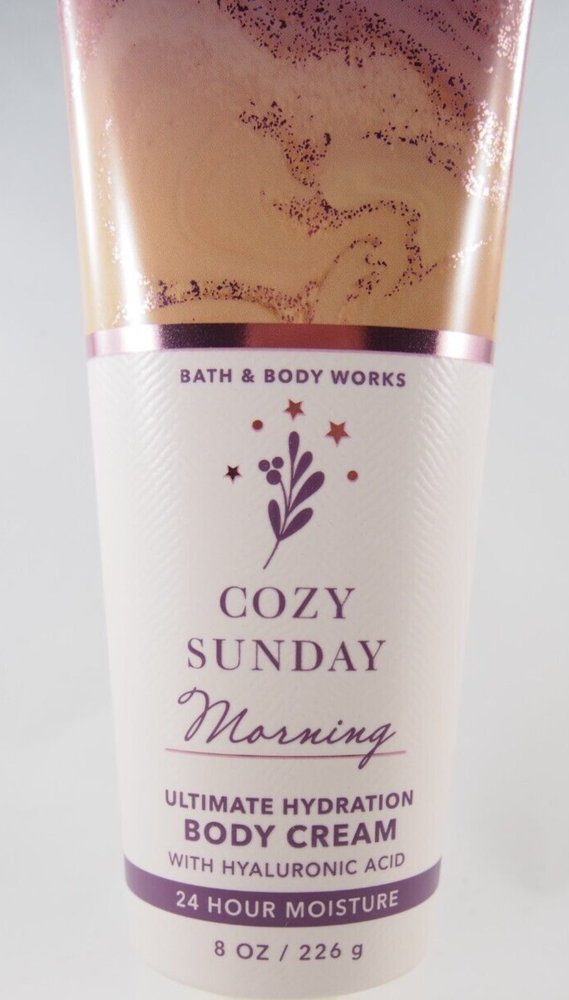 BATH & BODY WORKS
COZY
SUNDAY
Morning
ULTIMATE HYDRATION
BODY CREAM
WITH HYALURONIC ACID
24 HOUR MOISTURE
8 OZ / 226 g